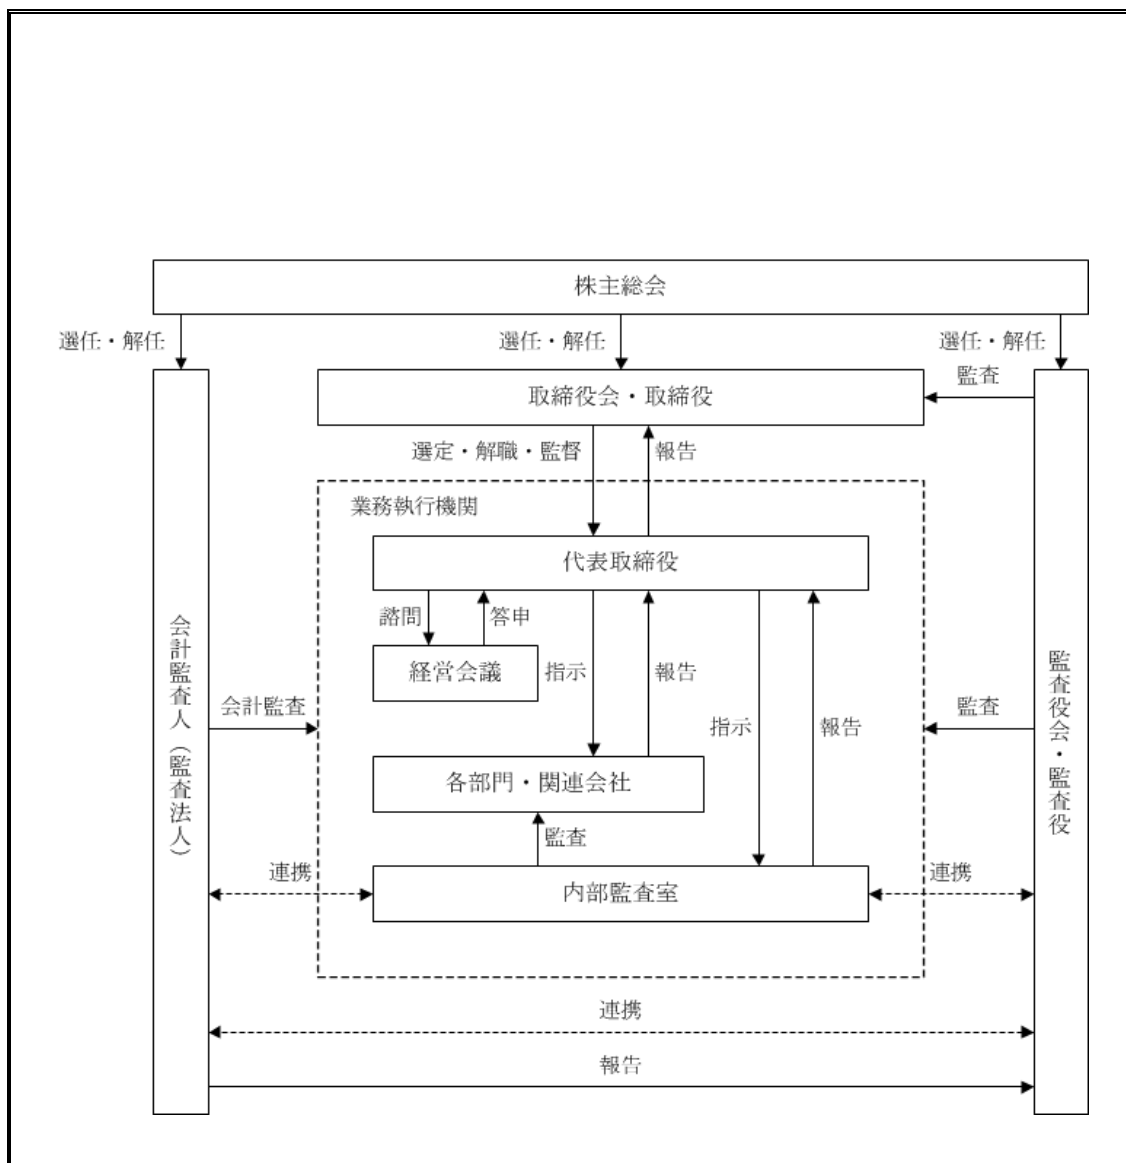 株主総会
選任・解任
選任・解任
選任・解任
取締役会・取締役
監査
選定・解職・監督
報告
業務執行機関
代表取締役
諮問
答申
経営会議
指示
報告
指示
報告
会計監査人（監査法人）
会計監査
監査
監査役会・監査役
各部門・関連会社
監査
連携
内部監査室
連携
連携
報告